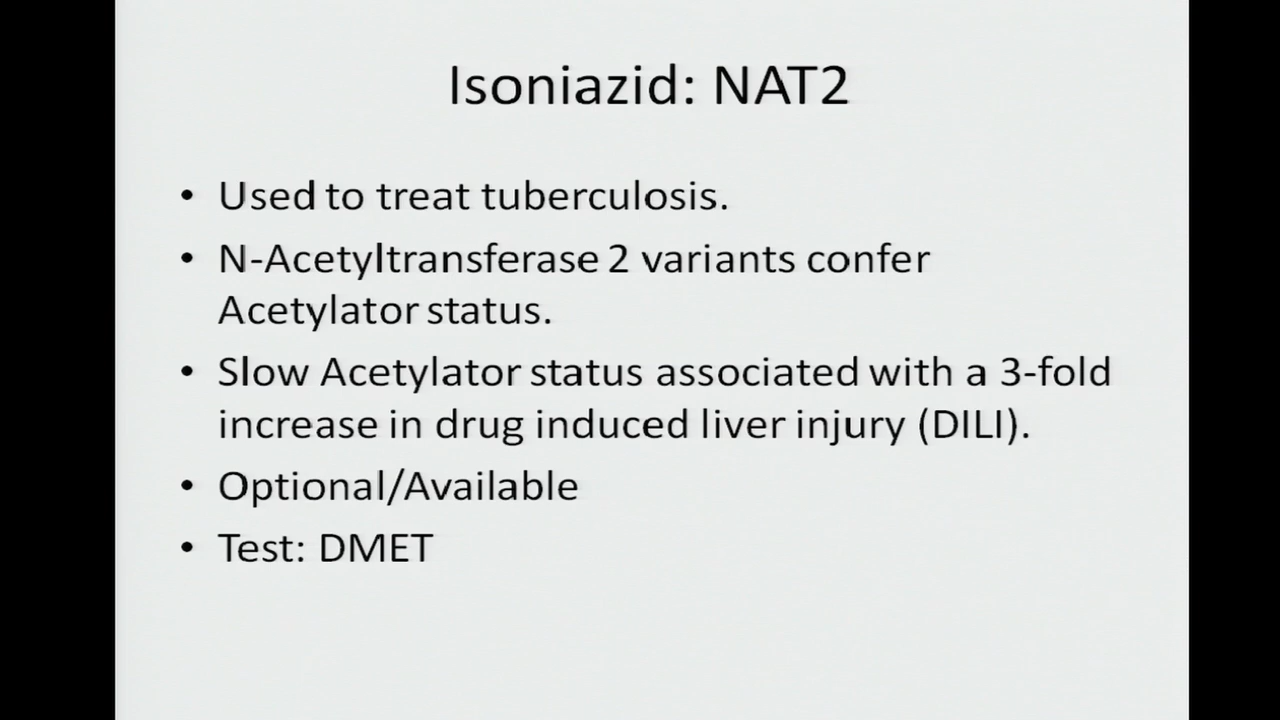 Isoniazid: NAT2
• Used to treat tuberculosis.
• N-Acetyltransferase 2 variants confer
Acetylator status.
• Slow Acetylator status associated with a 3-fold
increase in drug induced liver injury (DILI).
• Optional/Available
• Test: DMET